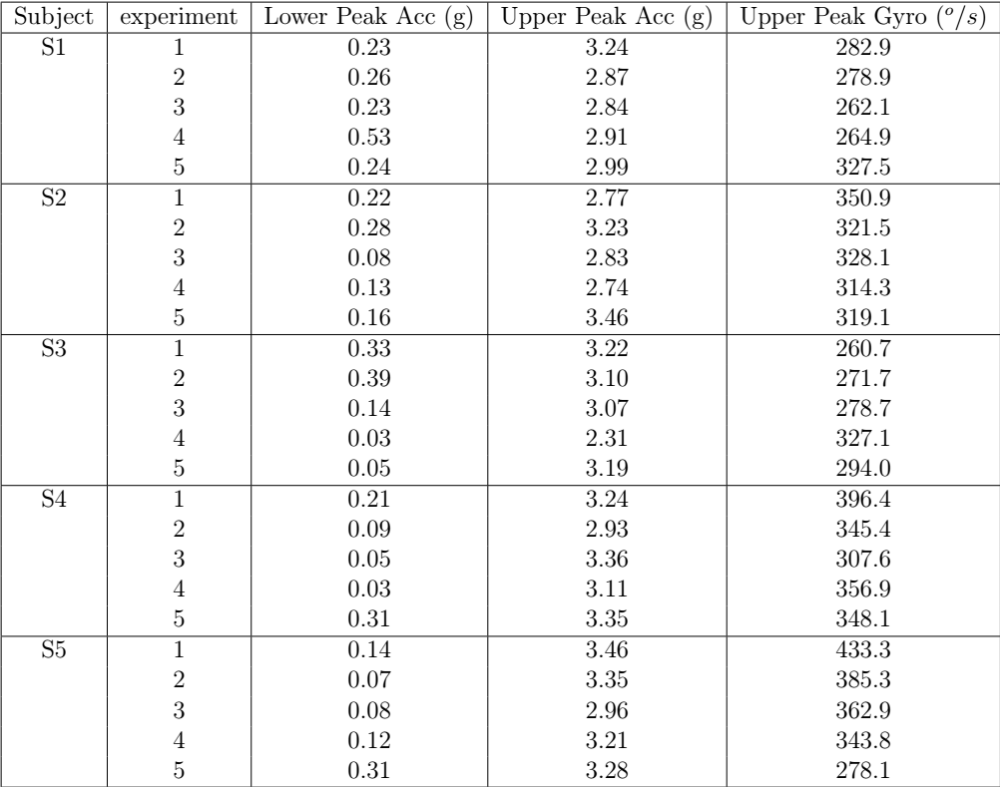 Subject experiment Lower Peak Acc (g) Upper Peak Acc (g) Upper Peak Gyro (°/s)
S1 1 0.23 3.24 282.9
2 0.26 2.87 278.9
3 0.23 2.84 262.1
4 0.53 2.91 264.9
5 0.24 2.99 327.5
S2 1 0.22 2.77 350.9
2 0.28 3.23 321.5
3 0.08 2.83 328.1
4 0.13 2.74 314.3
5 0.16 3.46 319.1
S3 1 0.33 3.22 260.7
2 0.39 3.10 271.7
3 0.14 3.07 278.7
4 0.03 2.31 327.1
5 0.05 3.19 294.0
S4 1 0.21 3.24 396.4
2 0.09 2.93 345.4
3 0.05 3.36 307.6
4 0.03 3.11 356.9
5 0.31 3.35 348.1
S5 1 0.14 3.46 433.3
2 0.07 3.35 385.3
3 0.08 2.96 362.9
4 0.12 3.21 343.8
5 0.31 3.28 278.1